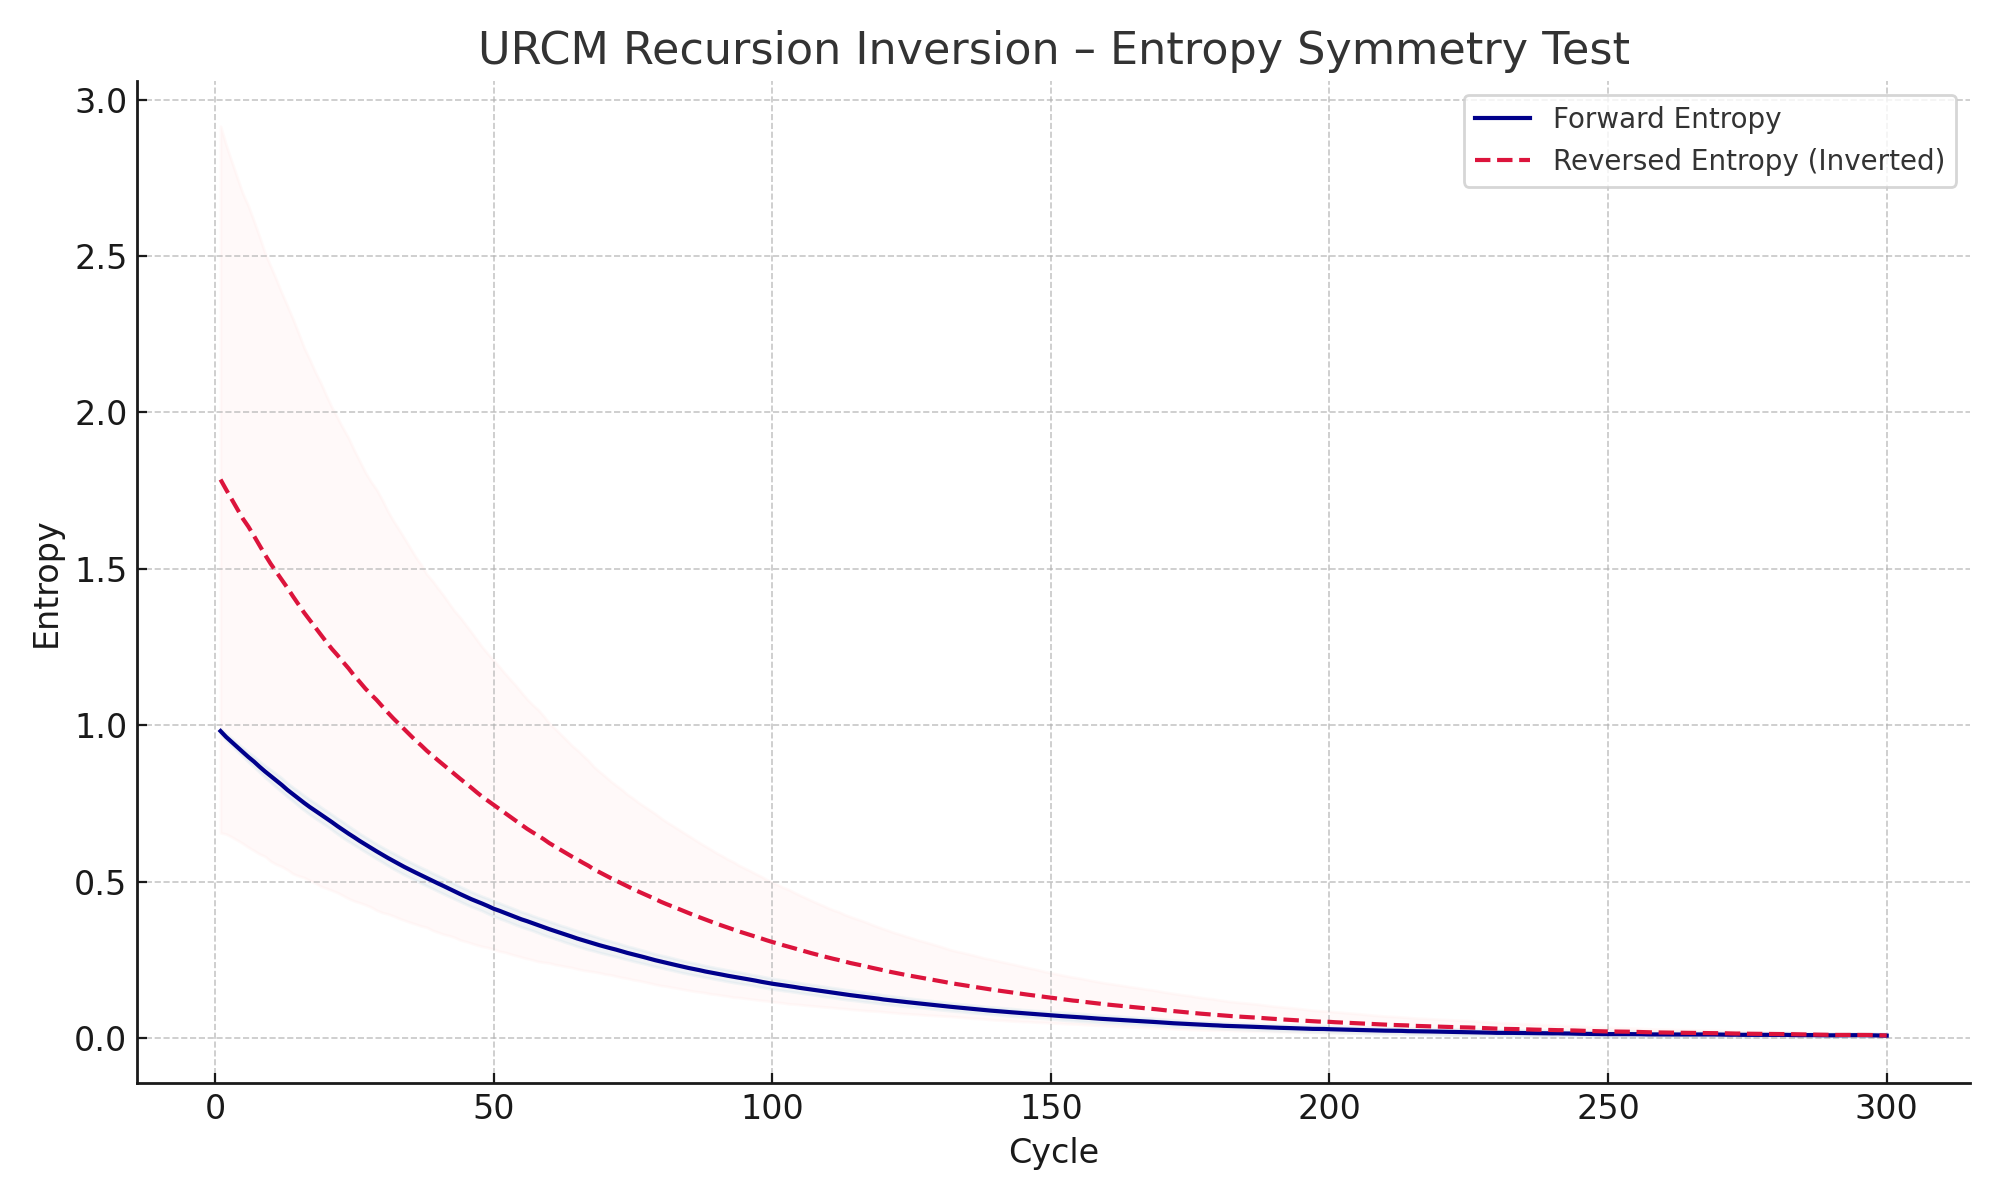 URCM Recursion Inversion – Entropy Symmetry Test
Forward Entropy
Reversed Entropy (Inverted)
Entropy
3.0
2.5
2.0
1.5
1.0
0.5
0.0
0 50 100 150 200 250 300
Cycle